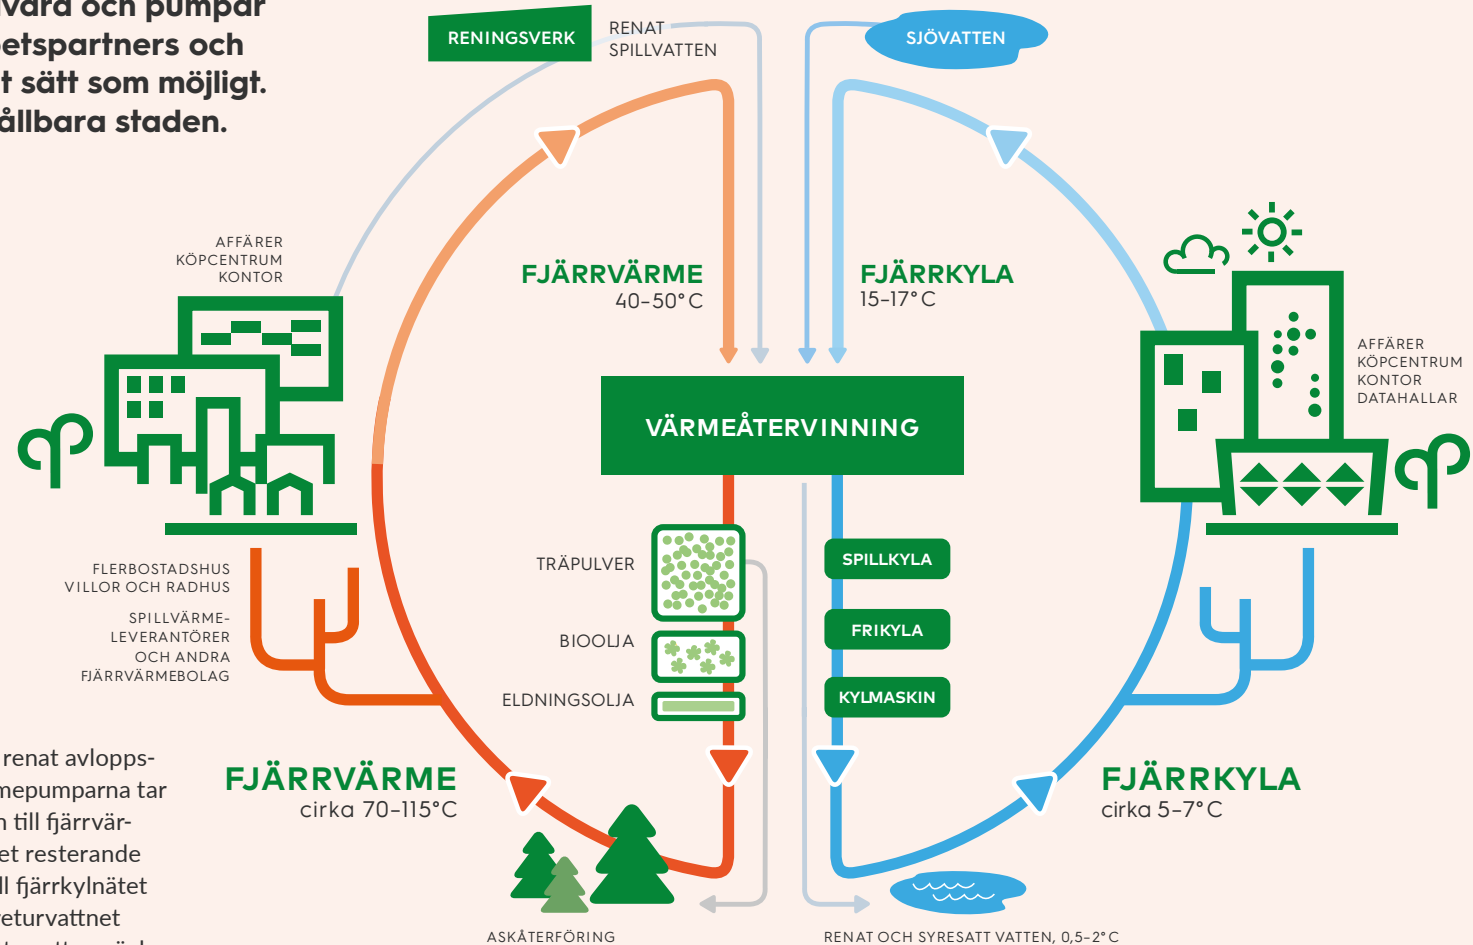 och pumpar
etspartners och
t sätt som möjligt.
ållbara staden.
RENINGSVERK
RENAT
SPILLVATTEN
SJÖVATTEN
AFFÄRER
KÖPCENTRUM
KONTOR
FJÄRRVÄRME
40–50°C
FJÄRRKYLA
15–17°C
AFFÄRER
KÖPCENTRUM
KONTOR
DATAHALLAR
VÄRMEÅTERVINNING
FLERBOSTADSHUS
VILLOR OCH RADHUS
SPILLVÄRME-
LEVERANTÖRER
OCH ANDRA
FJÄRRVÄRMEBOLAG
TRÄPULVER
BIOOLJA
ELDNINGSOLJA
SPILLKYLA
FRIKYLA
KYLMASKIN
FJÄRRVÄRME
cirka 70–115°C
FJÄRRKYLA
cirka 5–7°C
renat avlopps-
mepumparna tar
n till fjärrvär-
et resterande
ll fjärrkylnätet
eturvattnet
ASKÅTERFÖRING
RENAT OCH SYRESATT VATTEN, 0,5–2°C